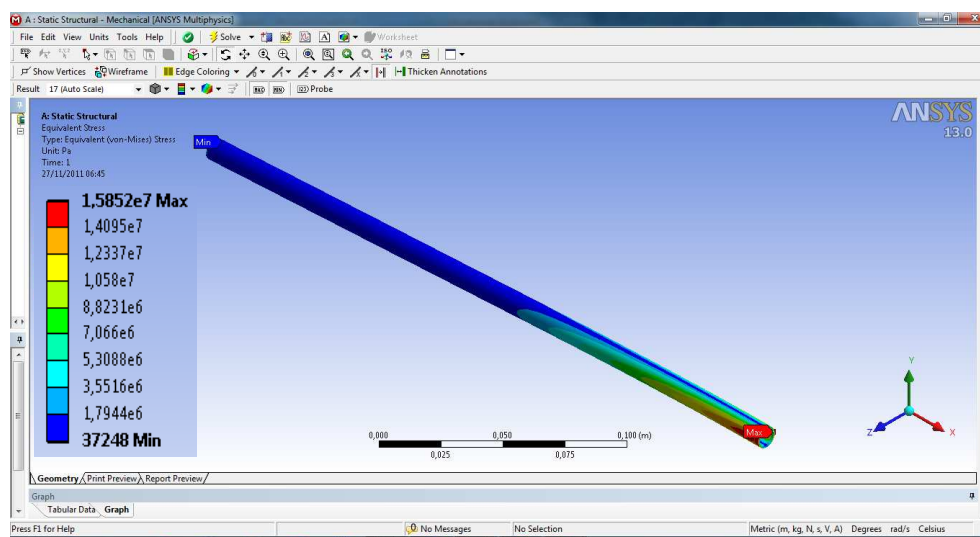 A : Static Structural - Mechanical [ANSYS Multiphysics]
File Edit View Units Tools Help Solve Worksheet
Show Vertices Wireframe Edge Coloring Thicken Annotations
Result 17 (Auto Scale) MAX MIN Probe
A: Static Structural
Equivalent Stress
Type: Equivalent (von-Mises) Stress
Unit: Pa
Time: 1
27/11/2011 06:45
ANSYS
13.0
Min
1,5852e7 Max
1,4095e7
1,2337e7
1,058e7
8,8231e6
7,066e6
5,3088e6
3,5516e6
1,7944e6
37248 Min
Max
0,000 0,050 0,100 (m)
0,025 0,075
Y
Z X
Geometry Print Preview Report Preview
Graph
Tabular Data Graph
Press F1 for Help 0 No Messages No Selection Metric (m, kg, N, s, V, A) Degrees rad/s Celsius